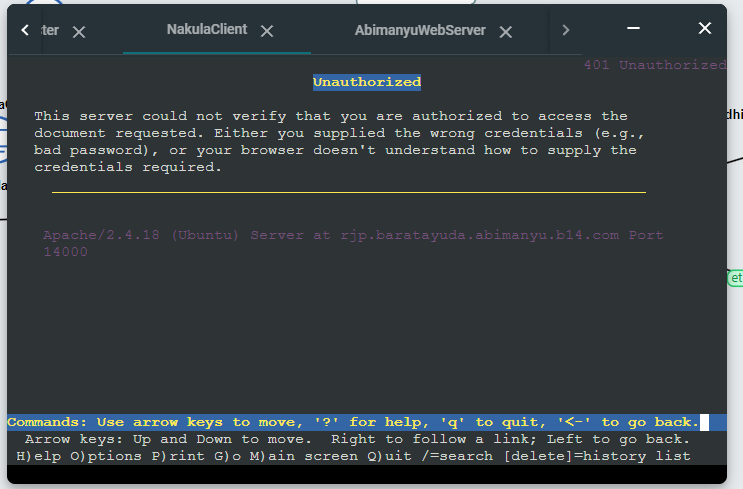 ter
NakulaClient
AbimanyuWebServer
401 Unauthorized
Unauthorized
This server could not verify that you are authorized to access the
document requested. Either you supplied the wrong credentials (e.g.,
bad password), or your browser doesn't understand how to supply the
credentials required.
Apache/2.4.18 (Ubuntu) Server at rjp.baratayuda.abimanyu.b14.com Port
14000
Commands: Use arrow keys to move, '?' for help, 'q' to quit, '<-' to go back.
Arrow keys: Up and Down to move.  Right to follow a link; Left to go back.
H)elp O)ptions P)rint G)o M)ain screen Q)uit /=search [delete]=history list
dhi
et